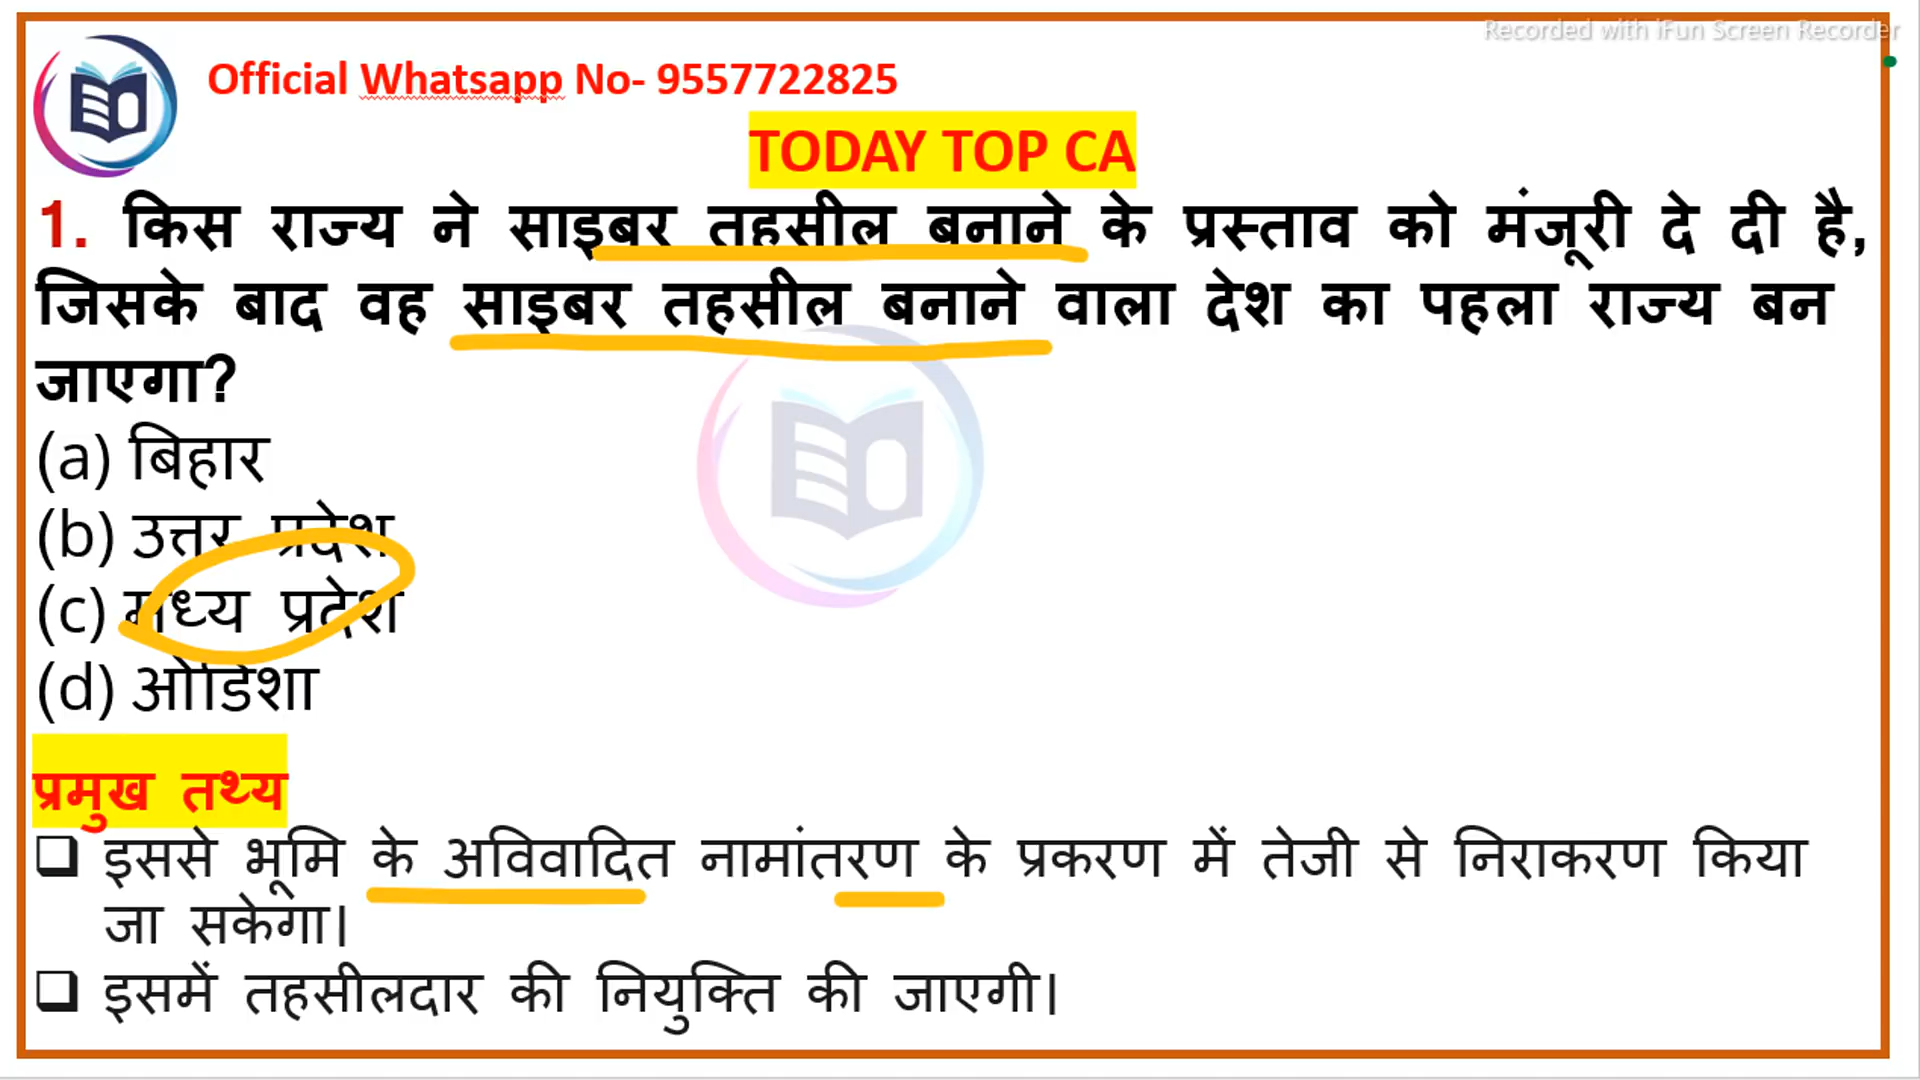 Recorded with iFun Screen Recorder
Official Whatsapp No- 9557722825
TODAY TOP CA
1. किस राज्य ने साइबर तहसील बनाने के प्रस्ताव को मंजूरी दे दी है,
जिसके बाद वह साइबर तहसील बनाने वाला देश का पहला राज्य बन
जाएगा?
(a) बिहार
(b) उत्तर प्रदेश
(c) मध्य प्रदेश
(d) ओडिशा
प्रमुख तथ्य
❑ इससे भूमि के अविवादित नामांतरण के प्रकरण में तेजी से निराकरण किया
जा सकेगा।
❑ इसमें तहसीलदार की नियुक्ति की जाएगी।